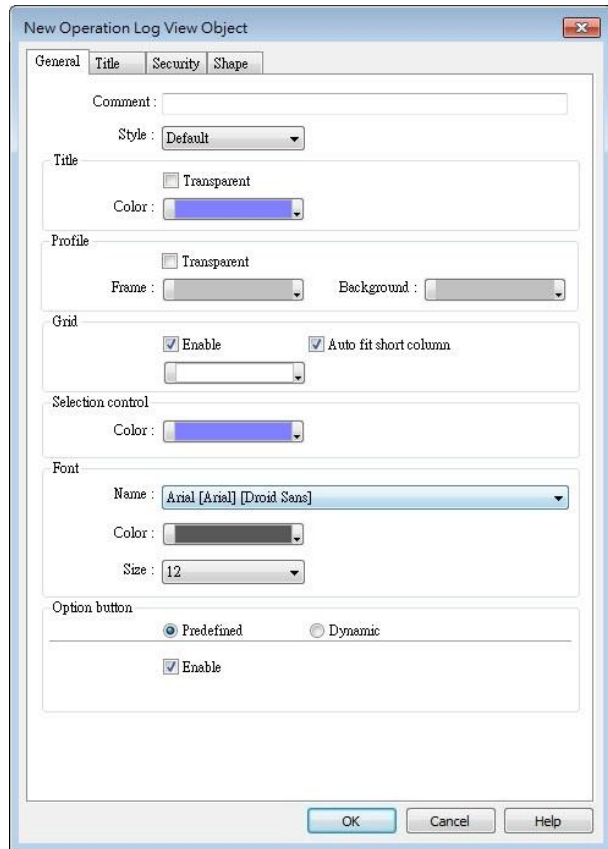 New Operation Log View Object
General Title Security Shape
Comment :
Style : Default
Title
Transparent
Color :
Profile
Transparent
Frame : Background :
Grid
Enable Auto fit short column
Selection control
Color :
Font
Name : Arial [Arial] [Droid Sans]
Color :
Size : 12
Option button
Predefined Dynamic
Enable
OK Cancel Help